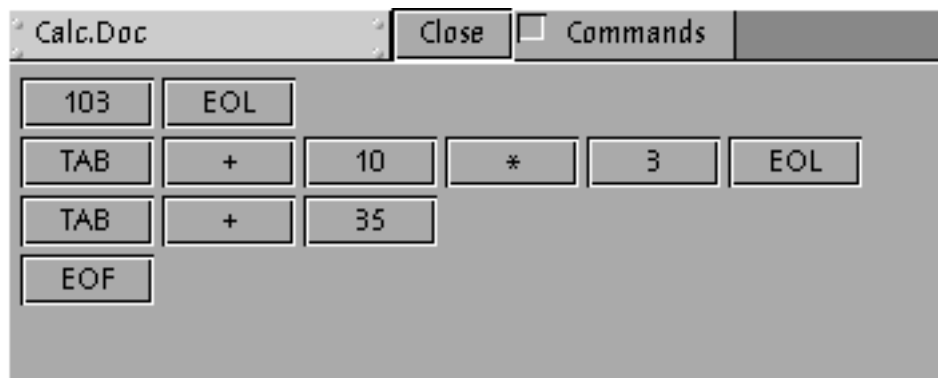 Calc.Doc Close Commands
103 EOL
TAB + 10 * 3 EOL
TAB + 35
EOF